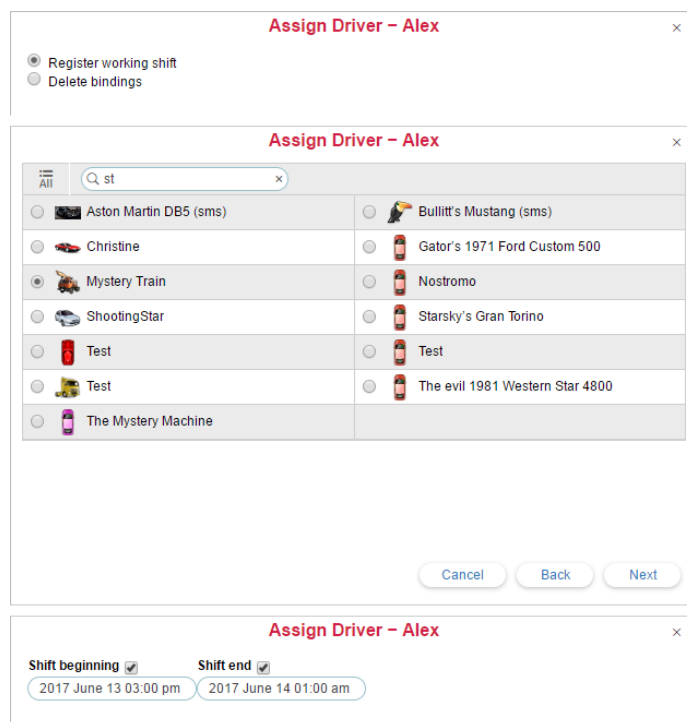 Assign Driver – Alex ×
Register working shift
Delete bindings
Assign Driver – Alex ×
All st ×
Aston Martin DB5 (sms) Bullitt's Mustang (sms)
Christine Gator's 1971 Ford Custom 500
Mystery Train Nostromo
ShootingStar Starsky's Gran Torino
Test Test
Test The evil 1981 Western Star 4800
The Mystery Machine
Cancel Back Next
Assign Driver – Alex ×
Shift beginning Shift end
2017 June 13 03:00 pm 2017 June 14 01:00 am